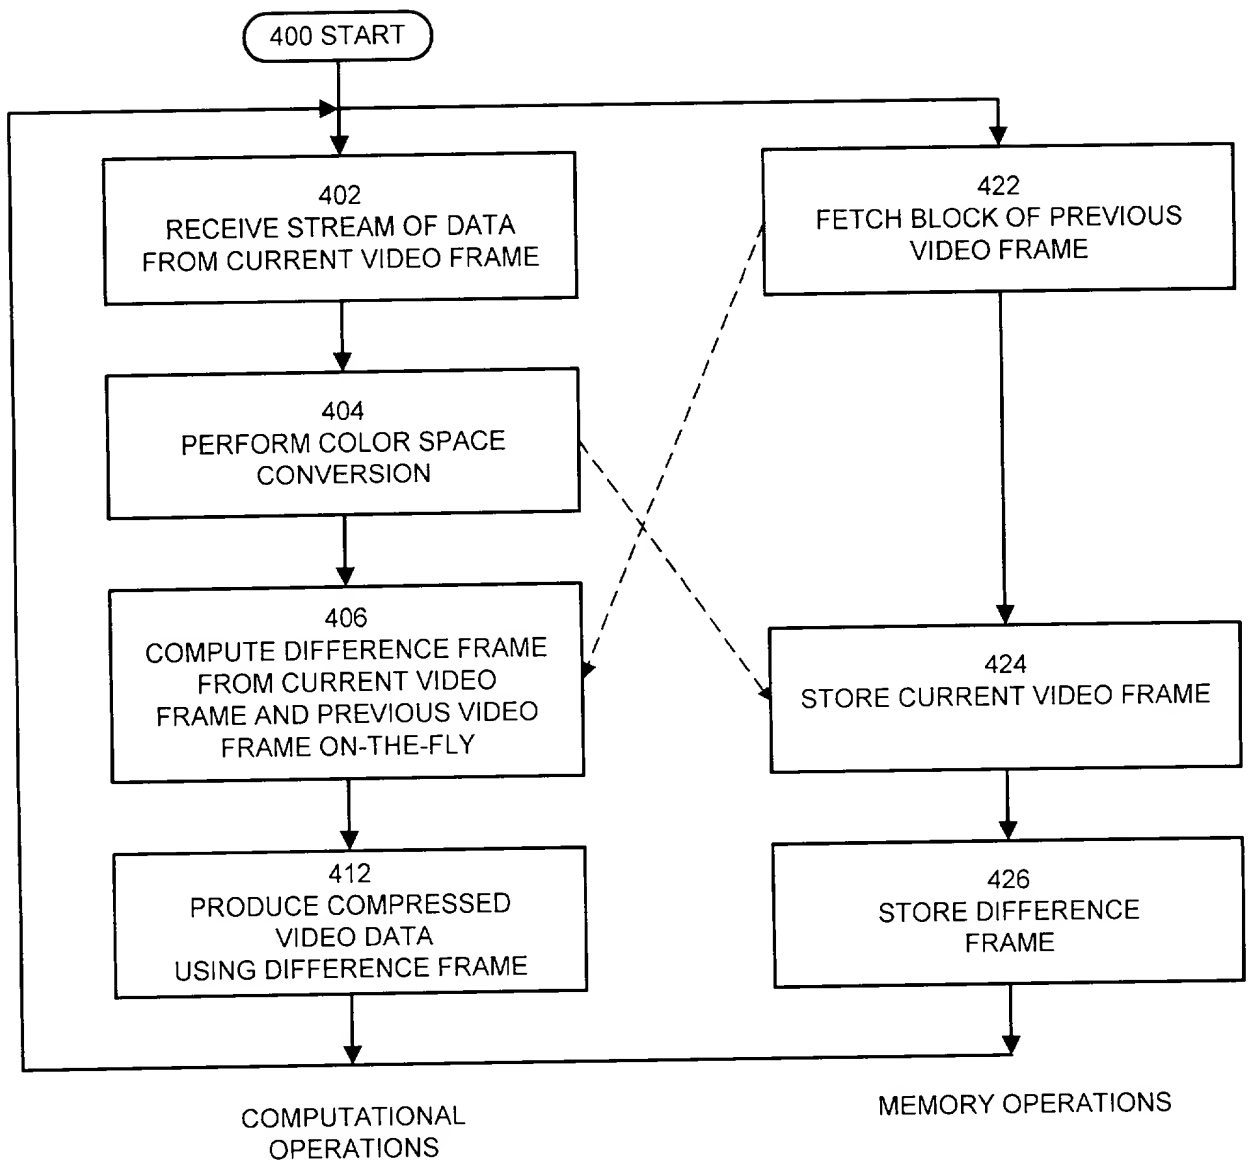 400 START
402
RECEIVE STREAM OF DATA
FROM CURRENT VIDEO FRAME
422
FETCH BLOCK OF PREVIOUS
VIDEO FRAME
404
PERFORM COLOR SPACE
CONVERSION
406
COMPUTE DIFFERENCE FRAME
FROM CURRENT VIDEO
FRAME AND PREVIOUS VIDEO
FRAME ON-THE-FLY
424
STORE CURRENT VIDEO FRAME
412
PRODUCE COMPRESSED
VIDEO DATA
USING DIFFERENCE FRAME
426
STORE DIFFERENCE
FRAME
COMPUTATIONAL
OPERATIONS
MEMORY OPERATIONS